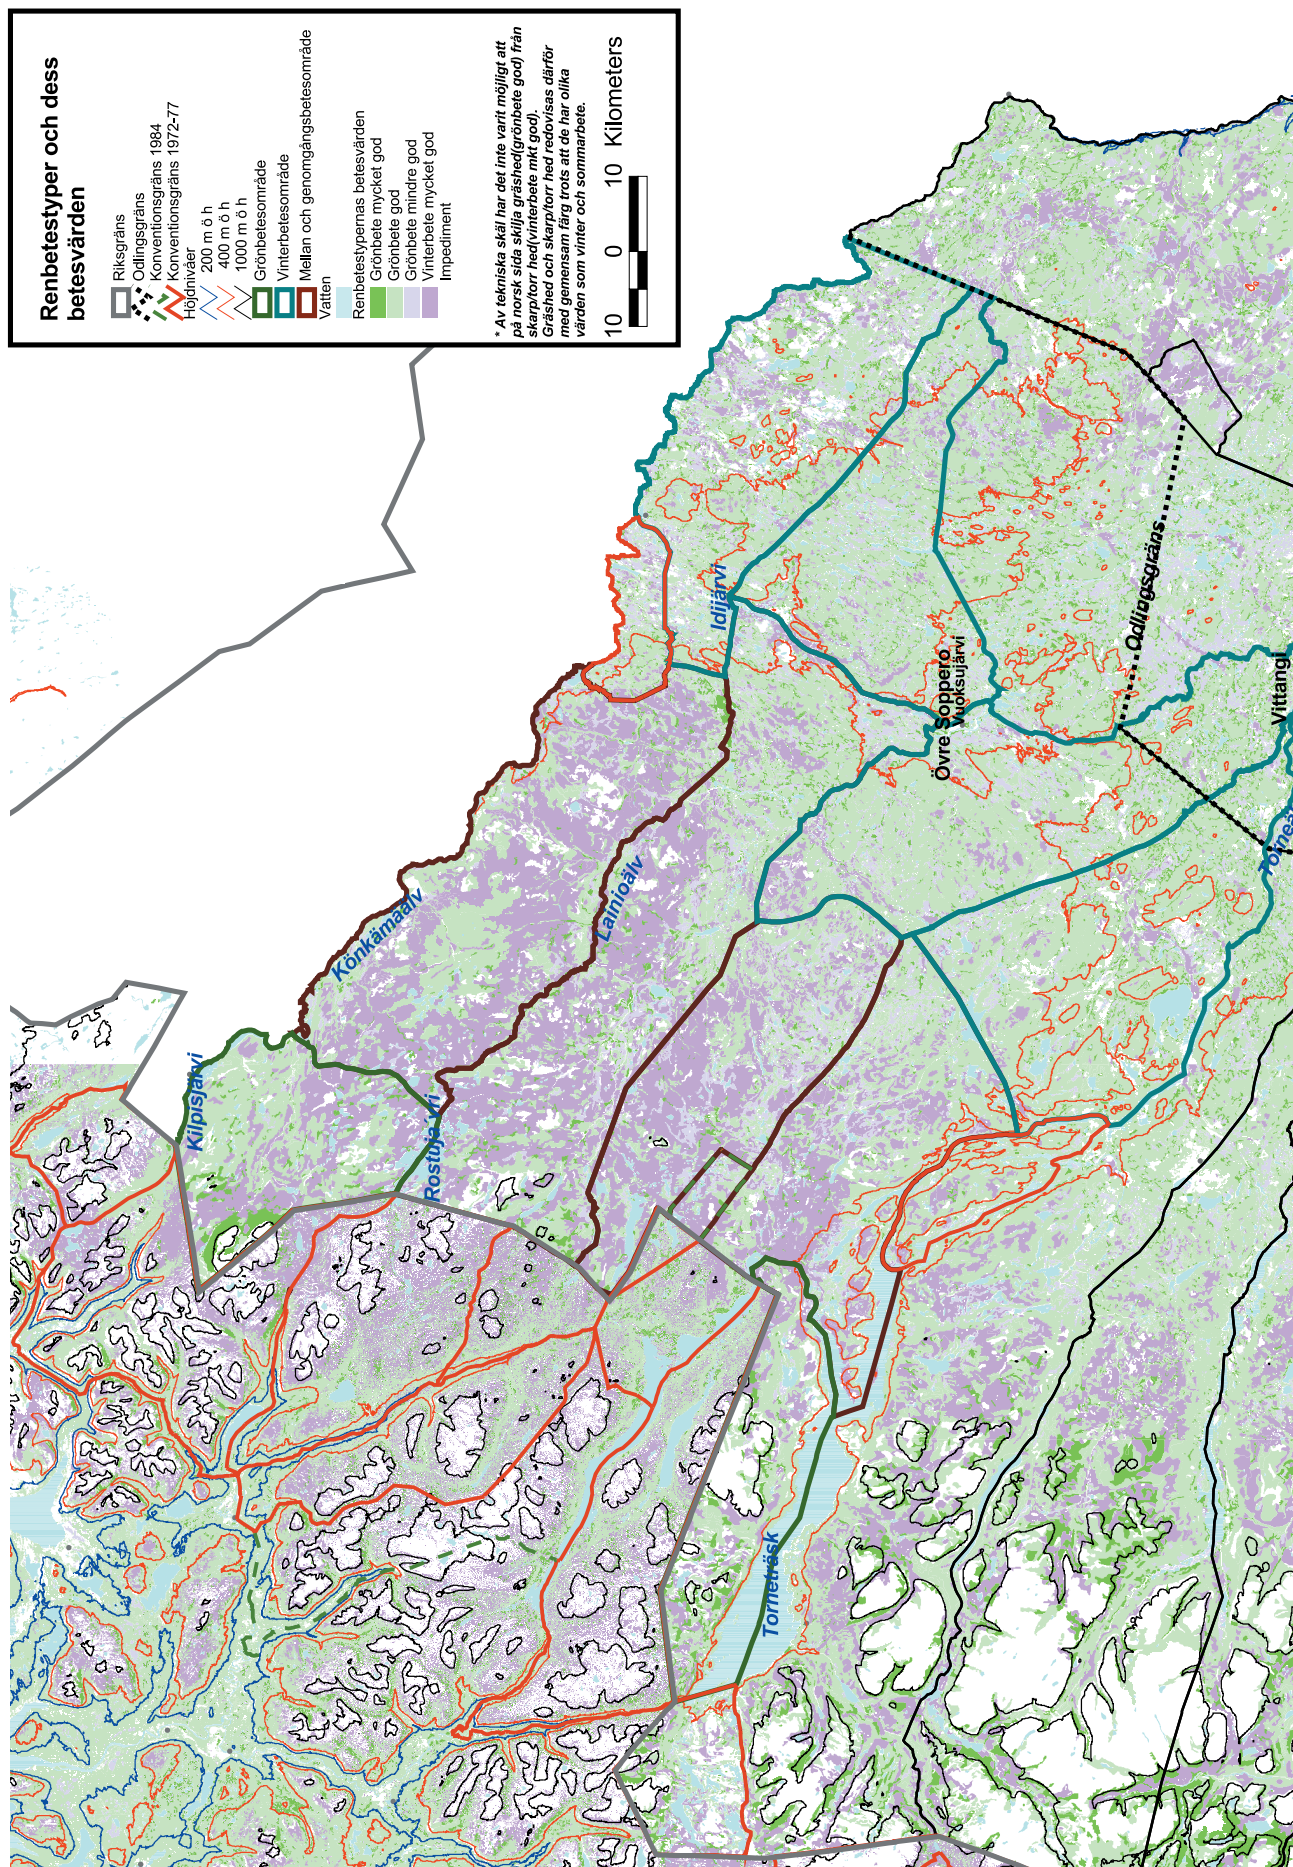 Renbetestyper och dess
betesvärden
Riksgräns
Odlingsgräns
Konventionsgräns 1984
Konventionsgräns 1972-77
Höjdnivåer
200 m ö h
400 m ö h
1000 m ö h
Grönbetesområde
Vinterbetesområde
Mellan och genomgångsbetesområde
Vatten
Renbetestypernas betesvärden
Grönbete mycket god
Grönbete god
Grönbete mindre god
Vinterbete mycket god
Impediment
* Av tekniska skäl har det inte varit möjligt att
på norsk sida skilja gräshed(grönbete god) från
skarp/torr hed(vinterbete mkt god).
Gräshed och skarp/torr hed redovisas därför
med gemensam färg trots att de har olika
värden som vinter och sommarbete.
10 0 10 Kilometers
Kilpisjärvi
Könkämäälv
Rostuja vri
Lainioälv
Idijärvi
Övre Soppero
Vuoksujärvi
Odlingsgräns
Vittangi
Torneträsk